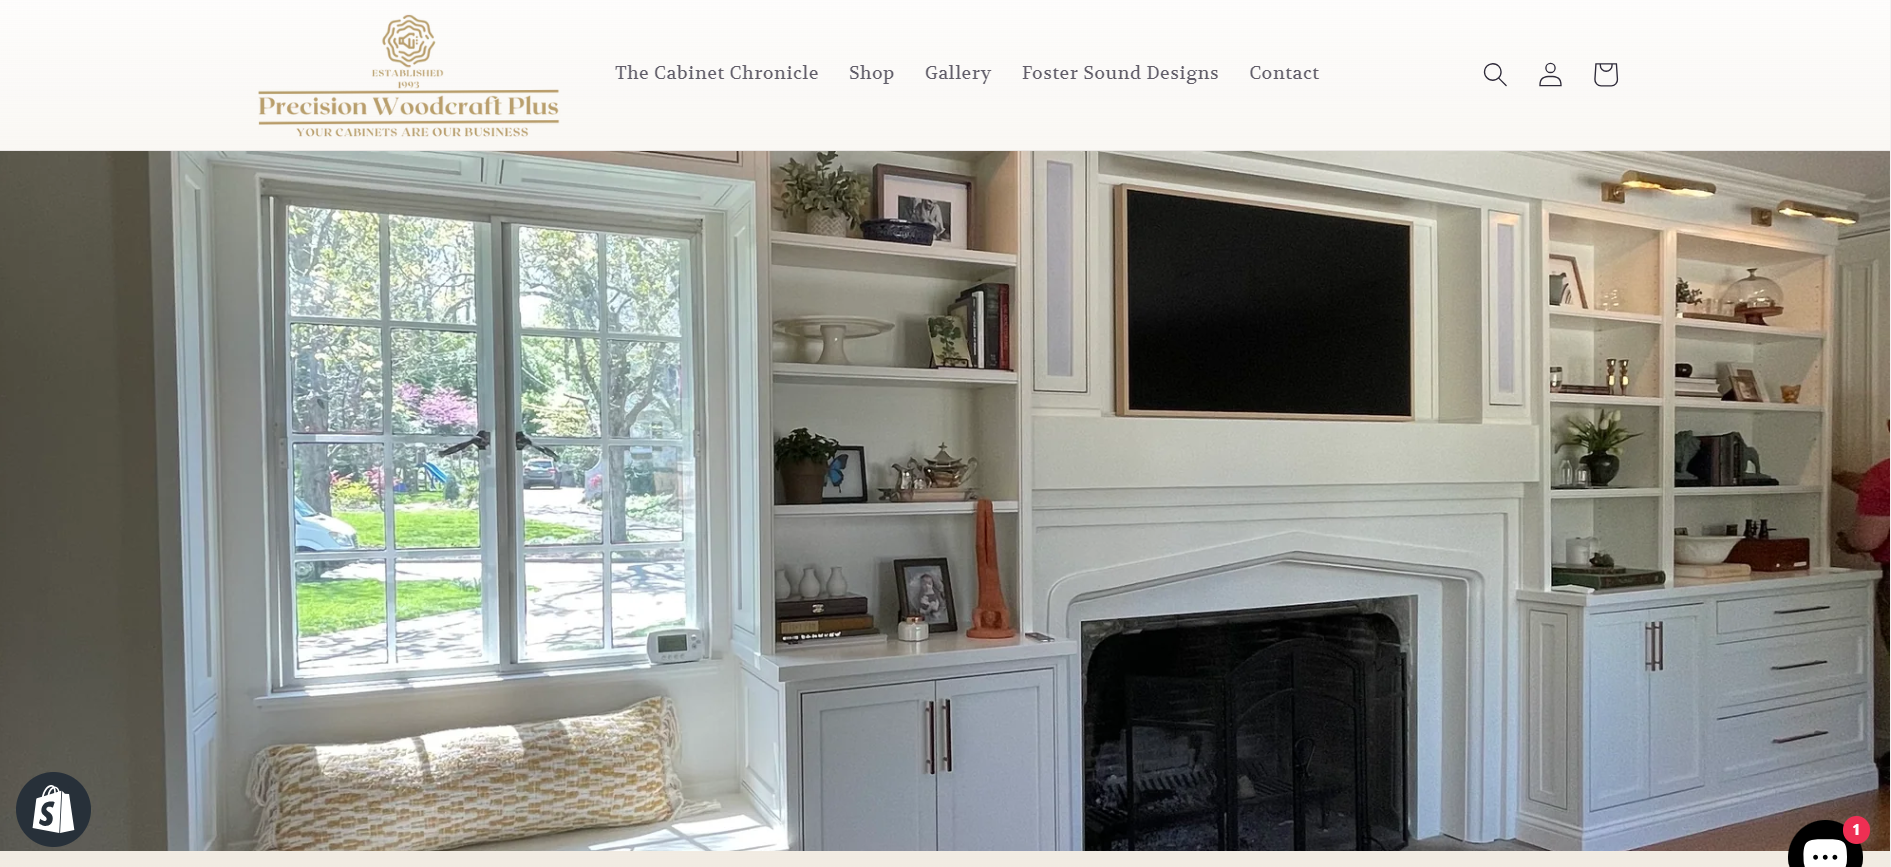 ESTABLISHED
1993
Precision Woodcraft Plus
YOUR CABINETS ARE OUR BUSINESS
The Cabinet Chronicle
Shop
Gallery
Foster Sound Designs
Contact
1